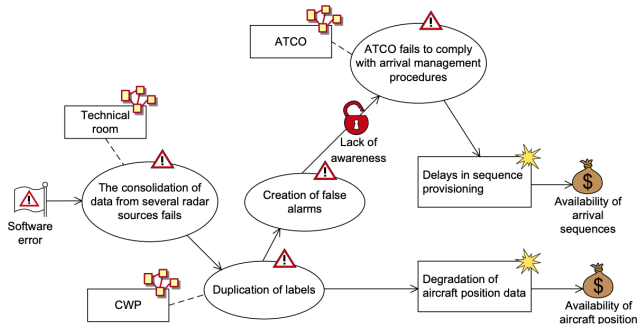 ATCO
ATCO fails to comply
with arrival management
procedures
Technical
room
Lack of
awareness
The consolidation of
data from several radar
sources fails
Software
error
Creation of false
alarms
Delays in sequence
provisioning
$
Availability of
arrival
sequences
CWP
Duplication of labels
Degradation of
aircraft position data
$
Availability of
aircraft position